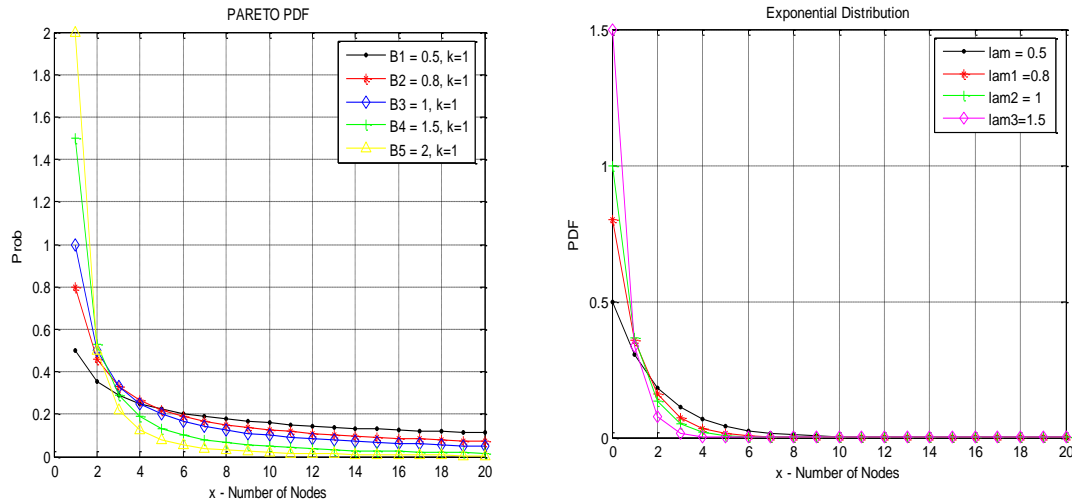 PARETO PDF
2
1.8
1.6
1.4
1.2
1
0.8
0.6
0.4
0.2
0
Prob
B1 = 0.5, k=1
B2 = 0.8, k=1
B3 = 1, k=1
B4 = 1.5, k=1
B5 = 2, k=1
0 2 4 6 8 10 12 14 16 18 20
x - Number of Nodes
Exponential Distribution
1.5
1
0.5
0
PDF
lam = 0.5
lam1 =0.8
lam2 = 1
lam3=1.5
0 2 4 6 8 10 12 14 16 18 20
x - Number of Nodes